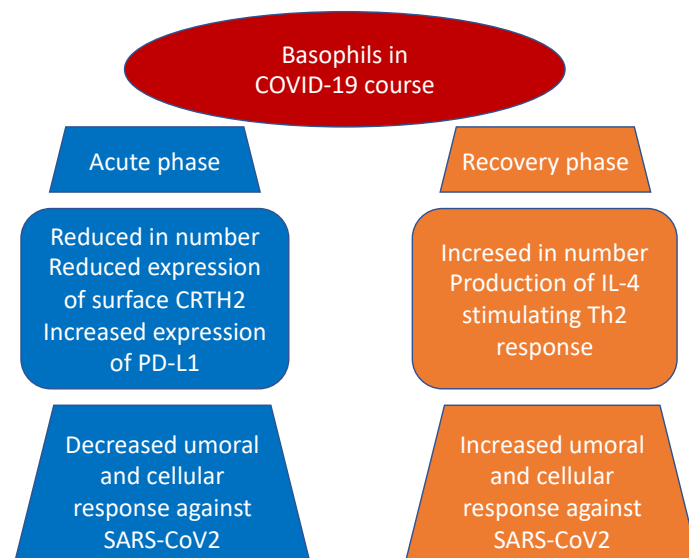 Basophils in
COVID-19 course
Acute phase
Reduced in number
Reduced expression
of surface CRTH2
Increased expression
of PD-L1
Decreased umoral
and cellular
response against
SARS-CoV2
Recovery phase
Incresed in number
Production of IL-4
stimulating Th2
response
Increased umoral
and cellular
response against
SARS-CoV2